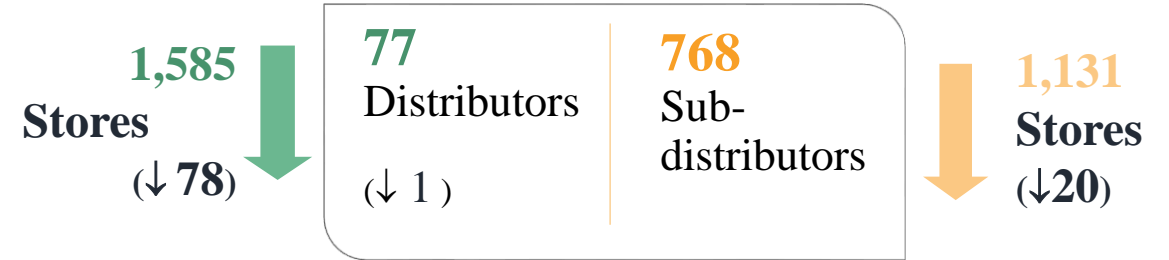 1,585
Stores
(↓ 78)
77
Distributors
(↓ 1 )
768
Sub-
distributors
1,131
Stores
(↓20)